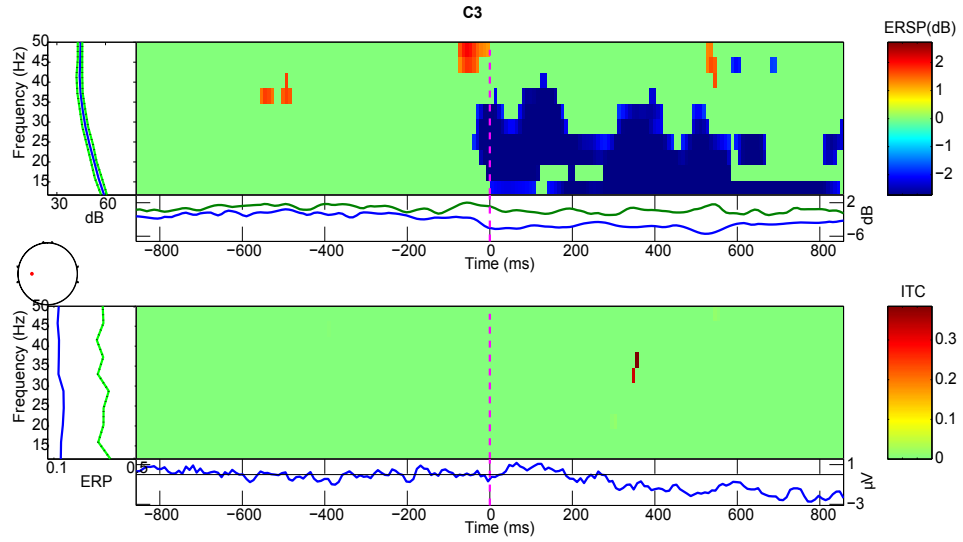 C3
ERSP(dB)
Frequency (Hz)
50
45
40
35
30
25
20
15
2
1
0
−1
−2
30 60
dB
2
−6
dB
−800 −600 −400 −200 0 200 400 600 800
Time (ms)
ITC
Frequency (Hz)
50
45
40
35
30
25
20
15
0.3
0.2
0.1
0
0.1 0.5
ERP
1
−3
µV
−800 −600 −400 −200 0 200 400 600 800
Time (ms)